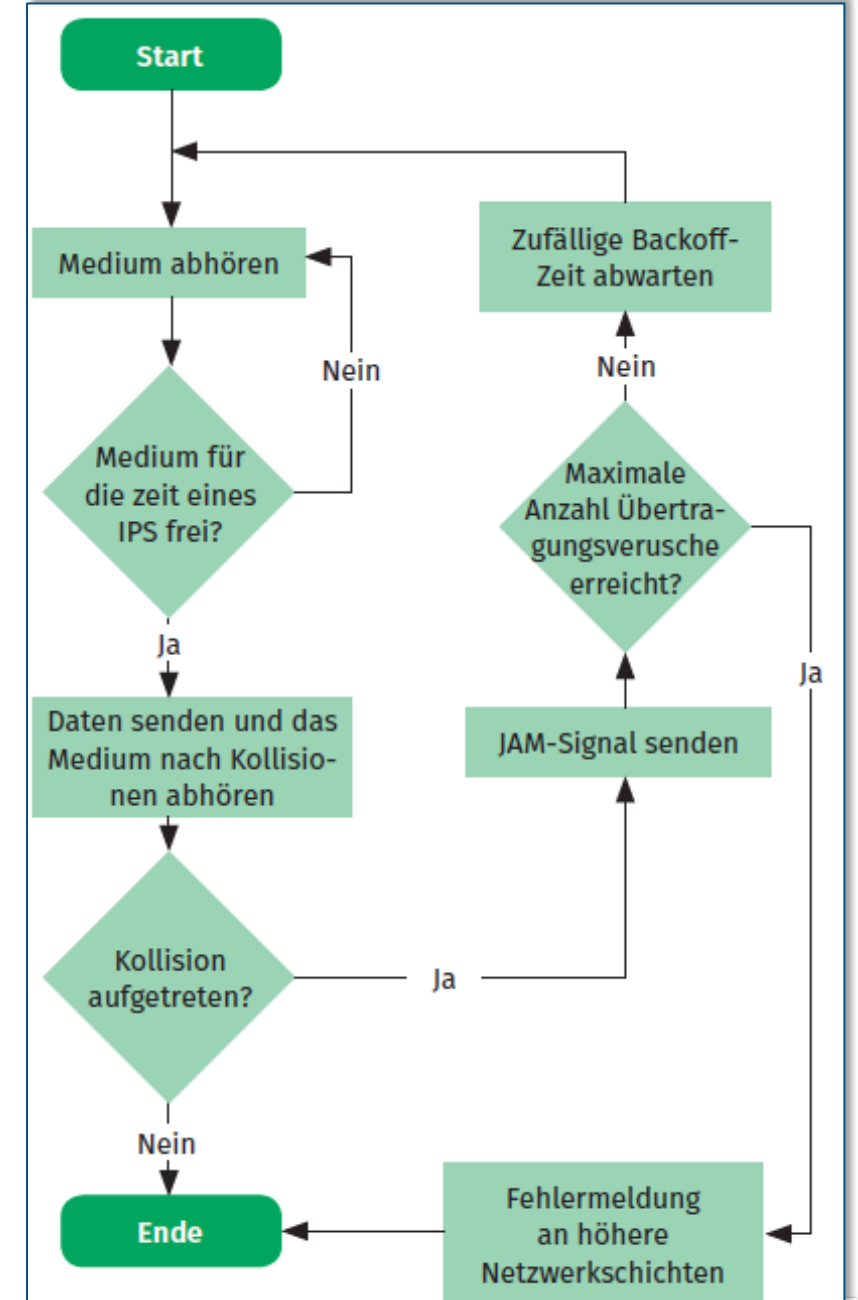 Start
Medium abhören
Nein
Medium für
die zeit eines
IPS frei?
Ja
Daten senden und das
Medium nach Kollisio-
nen abhören
Kollision
aufgetreten?
Ja
Nein
Ende
JAM-Signal senden
Maximale
Anzahl Übertra-
gungsverusche
erreicht?
Nein
Zufällige Backoff-
Zeit abwarten
Ja
Fehlermeldung
an höhere
Netzwerkschichten